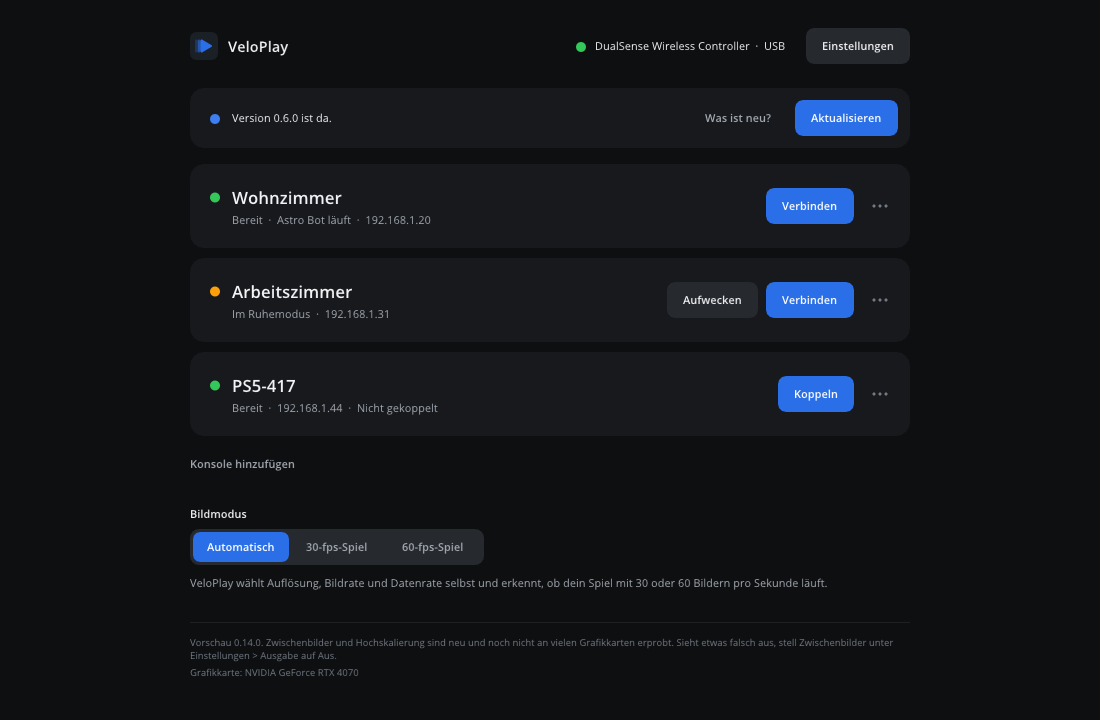 VeloPlay
DualSense Wireless Controller · USB
Einstellungen
Version 0.6.0 ist da.
Was ist neu?
Aktualisieren
Wohnzimmer
Bereit · Astro Bot läuft · 192.168.1.20
Verbinden
Arbeitszimmer
Im Ruhemodus · 192.168.1.31
Aufwecken
Verbinden
PS5-417
Bereit · 192.168.1.44 · Nicht gekoppelt
Koppeln
Konsole hinzufügen
Bildmodus
Automatisch
30-fps-Spiel
60-fps-Spiel
VeloPlay wählt Auflösung, Bildrate und Datenrate selbst und erkennt, ob dein Spiel mit 30 oder 60 Bildern pro Sekunde läuft.
Vorschau 0.14.0. Zwischenbilder und Hochskalierung sind neu und noch nicht an vielen Grafikkarten erprobt. Sieht etwas falsch aus, stell Zwischenbilder unter
Einstellungen > Ausgabe auf Aus.
Grafikkarte: NVIDIA GeForce RTX 4070